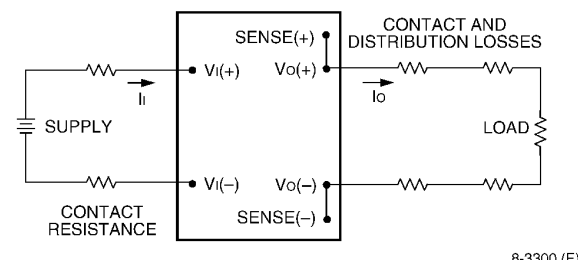 CONTACT AND
DISTRIBUTION LOSSES
SENSE(+)
VI(+)
VO(+)
II
IO
SUPPLY
LOAD
VI(–)
VO(–)
CONTACT
RESISTANCE
SENSE(–)
8-3300 (F)